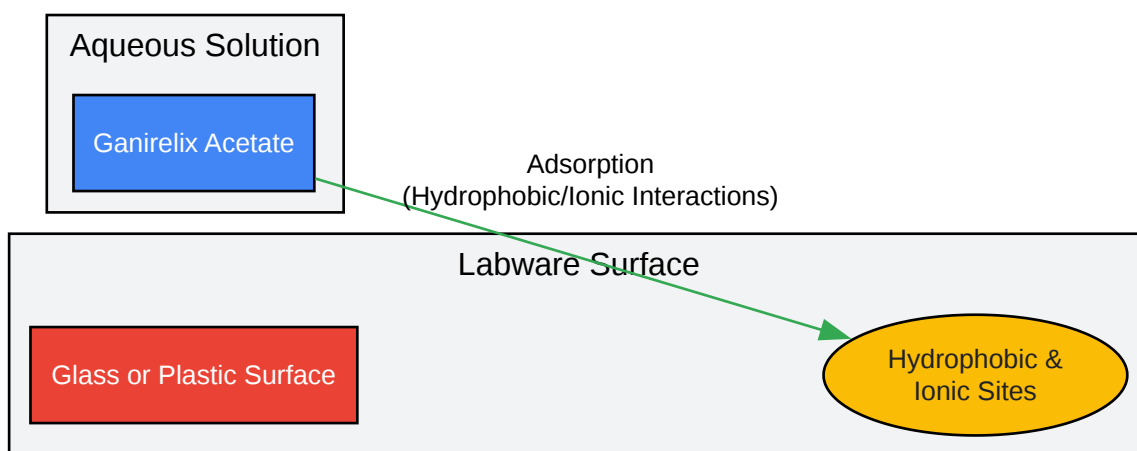 Aqueous Solution
Ganirelix Acetate
Adsorption
(Hydrophobic/Ionic Interactions)
Labware Surface
Glass or Plastic Surface
Hydrophobic &
Ionic Sites